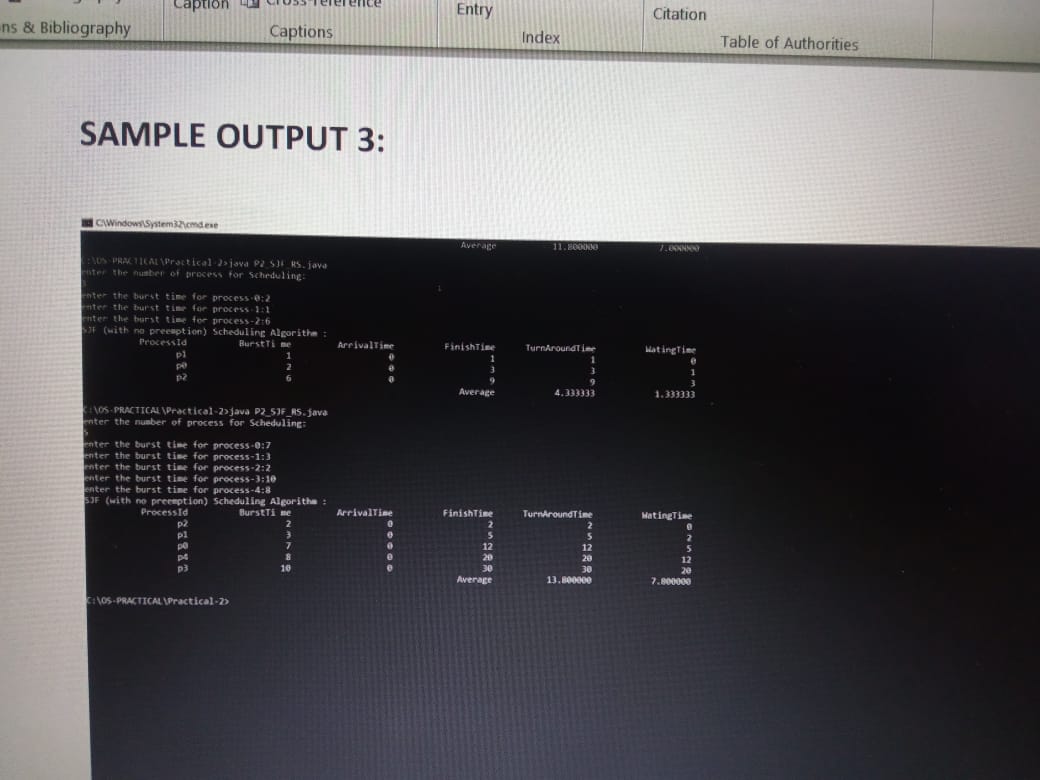 Caption Cross-reference
Entry
Citation
ns & Bibliography
Captions
Index
Table of Authorities
SAMPLE OUTPUT 3:
C:\Windows\System32\cmd.exe
Average 11.800000 7.000000
:\OS-PRACTICAL\Practical-2>java P2_SJF_RS.java
enter the number of process for Scheduling:
3
enter the burst time for process-0:2
enter the burst time for process-1:1
enter the burst time for process-2:6
SJF (with no preemption) Scheduling Algorithm :
ProcessId BurstTi me ArrivalTime FinishTime TurnAroundTime WatingTime
p1 1 0 1 1 0
p0 2 0 3 3 1
p2 6 0 9 9 3
Average 4.333333 1.333333
C:\OS-PRACTICAL\Practical-2>java P2_SJF_RS.java
enter the number of process for Scheduling:
5
enter the burst time for process-0:7
enter the burst time for process-1:3
enter the burst time for process-2:2
enter the burst time for process-3:10
enter the burst time for process-4:8
SJF (with no preemption) Scheduling Algorithm :
ProcessId BurstTi me ArrivalTime FinishTime TurnAroundTime WatingTime
p2 2 0 2 2 0
p1 3 0 5 5 2
p0 7 0 12 12 5
p4 8 0 20 20 12
p3 10 0 30 30 20
Average 13.800000 7.800000
C:\OS-PRACTICAL\Practical-2>